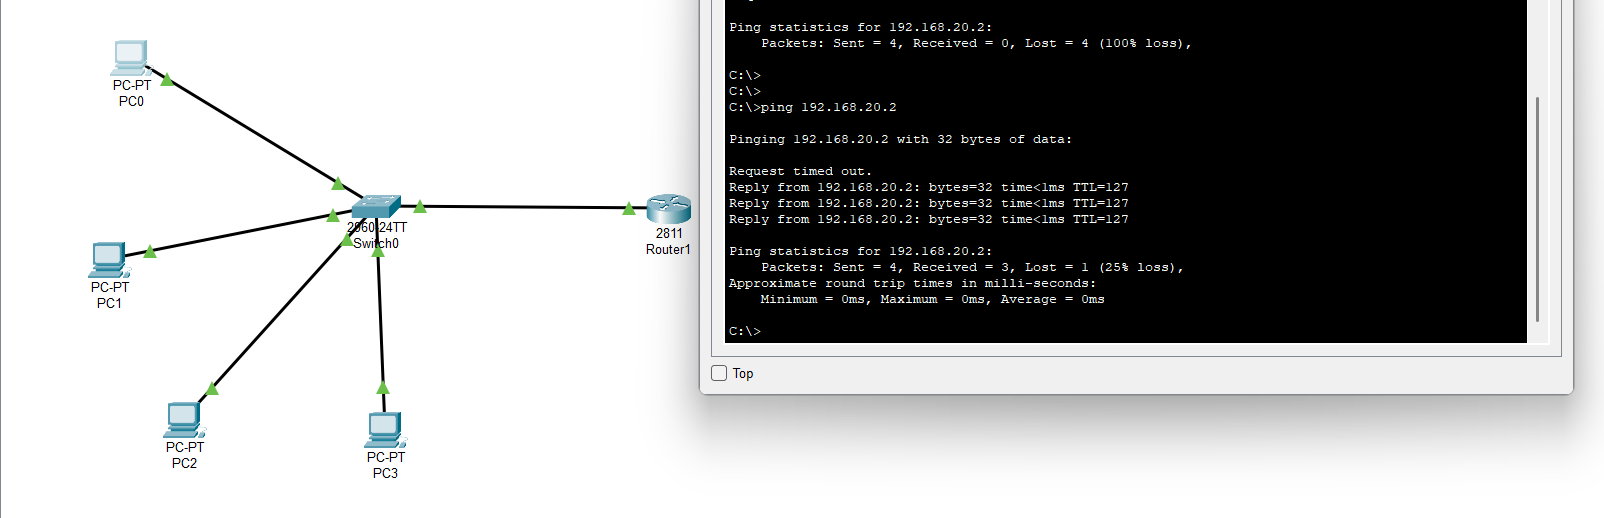 PC-PT
PC0
2960-24TT
Switch0
2811
Router1
PC-PT
PC1
PC-PT
PC2
PC-PT
PC3
Ping statistics for 192.168.20.2:
Packets: Sent = 4, Received = 0, Lost = 4 (100% loss),
C:\>
C:\>
C:\>ping 192.168.20.2
Pinging 192.168.20.2 with 32 bytes of data:
Request timed out.
Reply from 192.168.20.2: bytes=32 time<1ms TTL=127
Reply from 192.168.20.2: bytes=32 time<1ms TTL=127
Reply from 192.168.20.2: bytes=32 time<1ms TTL=127
Ping statistics for 192.168.20.2:
Packets: Sent = 4, Received = 3, Lost = 1 (25% loss),
Approximate round trip times in milli-seconds:
Minimum = 0ms, Maximum = 0ms, Average = 0ms
C:\>
Top